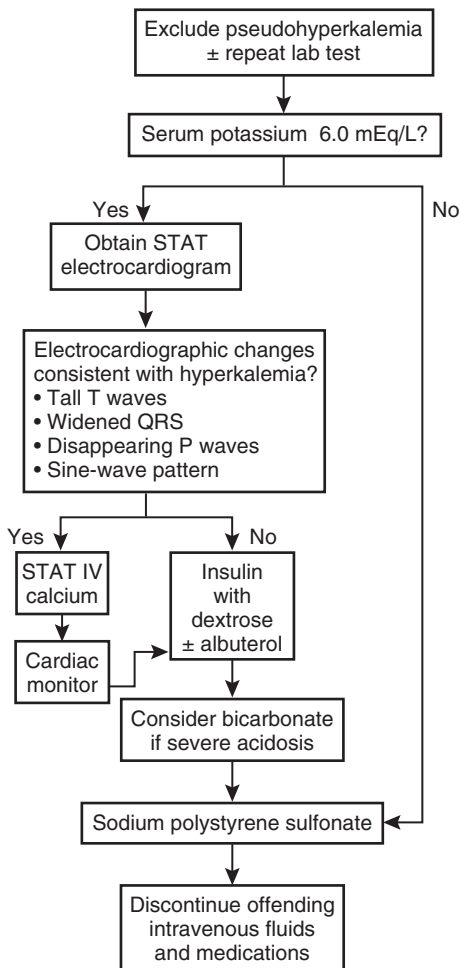 Exclude pseudohyperkalemia
± repeat lab test
Serum potassium 6.0 mEq/L?
Yes
No
Obtain STAT
electrocardiogram
Electrocardiographic changes
consistent with hyperkalemia?
• Tall T waves
• Widened QRS
• Disappearing P waves
• Sine-wave pattern
Yes
No
STAT IV
calcium
Cardiac
monitor
Insulin
with
dextrose
± albuterol
Consider bicarbonate
if severe acidosis
Sodium polystyrene sulfonate
Discontinue offending
intravenous fluids
and medications